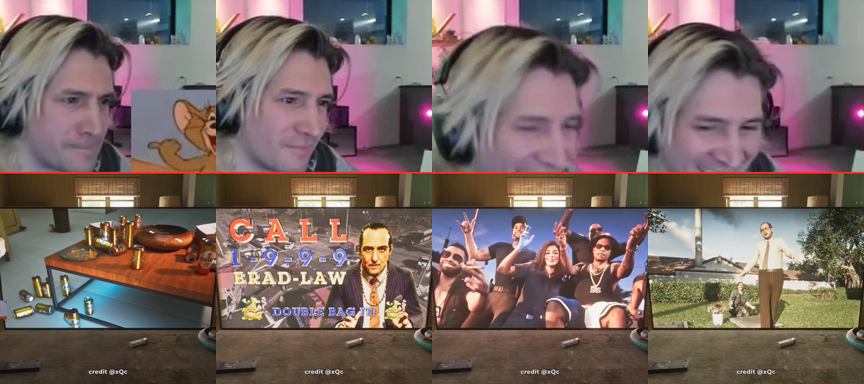 CALL
1-9-9-9
BRAD-LAW
DOUBLE BAG IT!
credit @xQc
credit @xQc
credit @xQc
credit @xQc